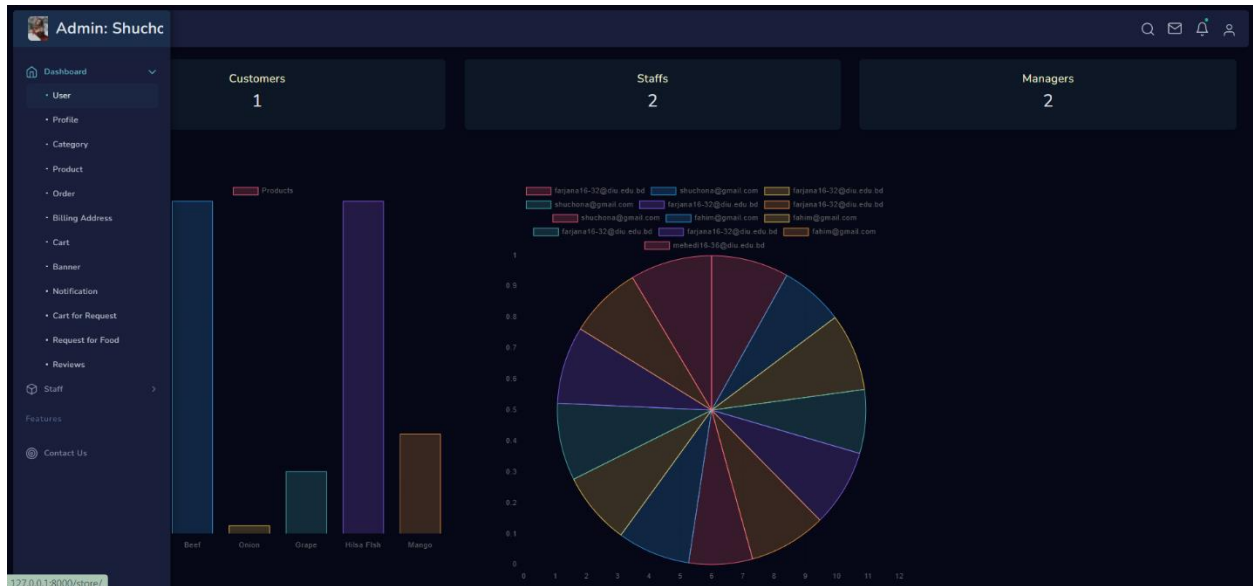 Admin: Shuchc
Dashboard
User
Profile
Category
Product
Order
Billing Address
Cart
Banner
Notification
Cart for Request
Request for Food
Reviews
Staff
Features
Contact Us
Customers
1
Staffs
2
Managers
2
Products
Beef Onion Grape Hilsa FIsh Mango
farjana16-32@diu.edu.bd shuchona@gmail.com farjana16-32@diu.edu.bd
shuchona@gmail.com farjana16-32@diu.edu.bd farjana16-32@diu.edu.bd
shuchona@gmail.com fahim@gmail.com fahim@gmail.com
farjana16-32@diu.edu.bd farjana16-32@diu.edu.bd fahim@gmail.com
mehedi16-36@diu.edu.bd
1
0.9
0.8
0.7
0.6
0.5
0.4
0.3
0.2
0.1
0
0 1 2 3 4 5 6 7 8 9 10 11 12
127.0.0.1:8000/store/